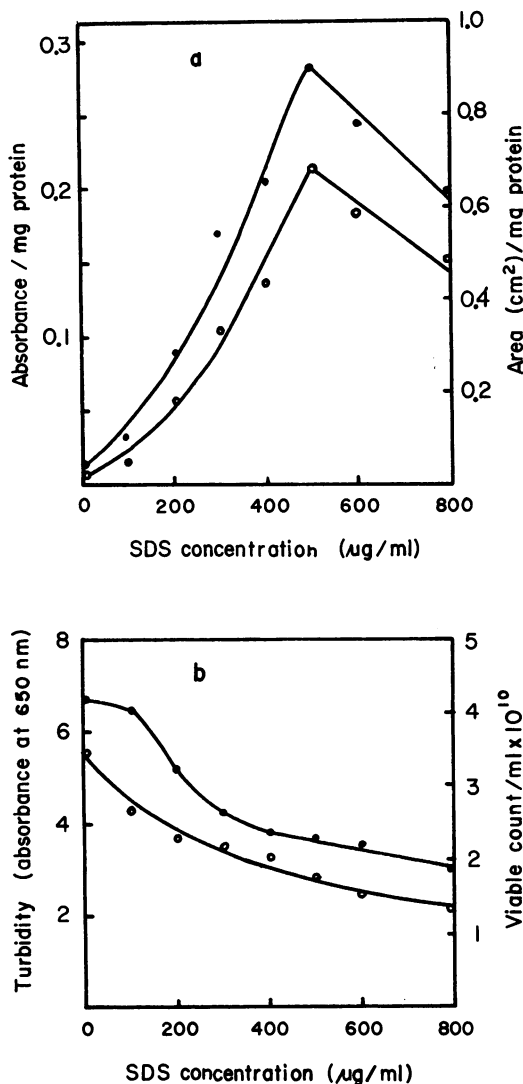 a
Absorbance / mg protein
0.3
0.2
0.1
Area (cm²)/mg protein
1.0
0.8
0.6
0.4
0.2
0 200 400 600 800
SDS concentration (µg/ml)
b
Turbidity (absorbance at 650 nm)
8
6
4
2
Viable count/ml x 10¹⁰
5
4
3
2
1
0 200 400 600 800
SDS concentration (µg/ml)